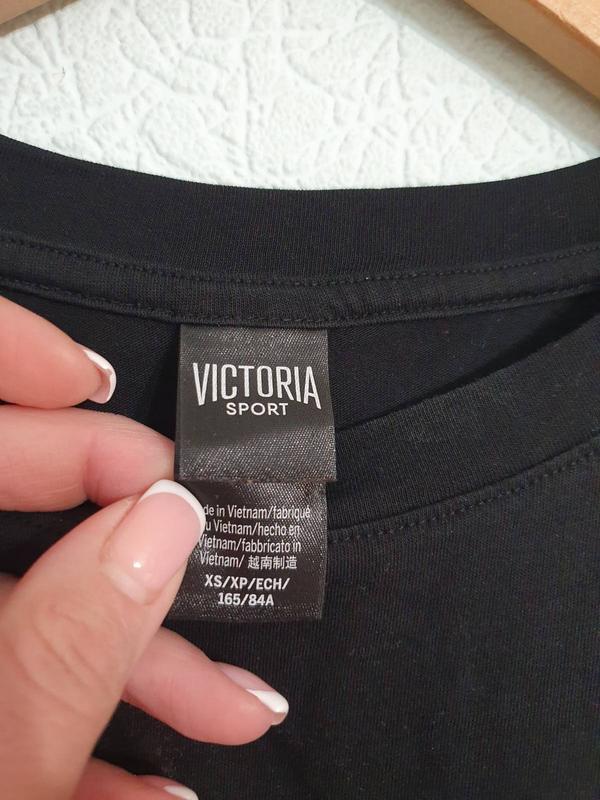 VICTORIA
SPORT
in Vietnam/fabriqué
Vietnam/hecho en
Vietnam/fabbricato in
Vietnam/ 越南制造
XS/XP/ECH/
165/84A